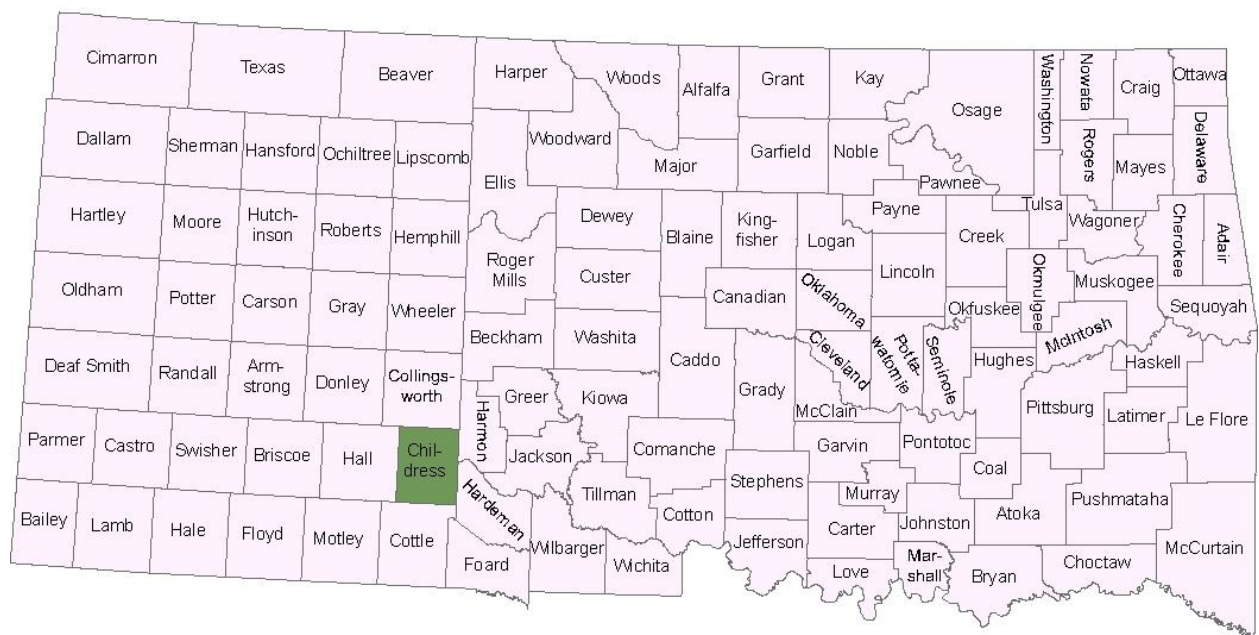 Cimarron
Texas
Beaver
Harper
Woods
Alfalfa
Grant
Kay
Osage
Washington
Nowata
Craig
Ottawa
Dallam
Sherman
Hansford
Ochiltree
Lipscomb
Ellis
Woodward
Major
Garfield
Noble
Pawnee
Rogers
Mayes
Delaware
Hartley
Moore
Hutch-
inson
Roberts
Hemphill
Roger
Mills
Dewey
Blaine
King-
fisher
Logan
Payne
Creek
Tulsa
Wagoner
Cherokee
Adair
Oldham
Potter
Carson
Gray
Wheeler
Custer
Canadian
Oklahoma
Lincoln
Okfuskee
Okmulgee
Muskogee
Sequoyah
Deaf Smith
Randall
Arm-
strong
Donley
Collings-
worth
Beckham
Washita
Caddo
Grady
Cleveland
Potta-
watomie
Seminole
Hughes
McIntosh
Haskell
Greer
Kiowa
McClain
Pittsburg
Latimer
Le Flore
Parmer
Castro
Swisher
Briscoe
Hall
Chil-
dress
Harmon
Jackson
Comanche
Garvin
Pontotoc
Coal
Bailey
Lamb
Hale
Floyd
Motley
Cottle
Hardeman
Tillman
Cotton
Stephens
Murray
Carter
Johnston
Atoka
Pushmataha
McCurtain
Foard
Wilbarger
Wichita
Jefferson
Love
Mar-
shall
Bryan
Choctaw